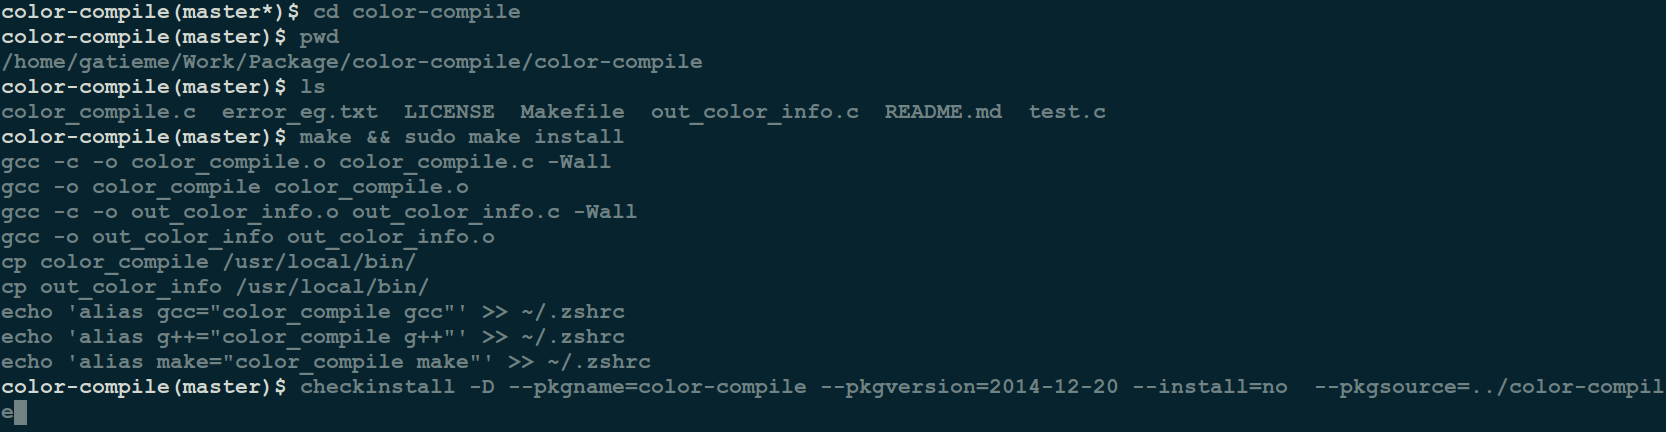 color-compile(master*)$ cd color-compile
color-compile(master)$ pwd
/home/gatieme/Work/Package/color-compile/color-compile
color-compile(master)$ ls
color_compile.c  error_eg.txt  LICENSE  Makefile  out_color_info.c  README.md  test.c
color-compile(master)$ make && sudo make install
gcc -c -o color_compile.o color_compile.c -Wall
gcc -o color_compile color_compile.o
gcc -c -o out_color_info.o out_color_info.c -Wall
gcc -o out_color_info out_color_info.o
cp color_compile /usr/local/bin/
cp out_color_info /usr/local/bin/
echo 'alias gcc="color_compile gcc"' >> ~/.zshrc
echo 'alias g++="color_compile g++"' >> ~/.zshrc
echo 'alias make="color_compile make"' >> ~/.zshrc
color-compile(master)$ checkinstall -D --pkgname=color-compile --pkgversion=2014-12-20 --install=no  --pkgsource=../color-compil
e